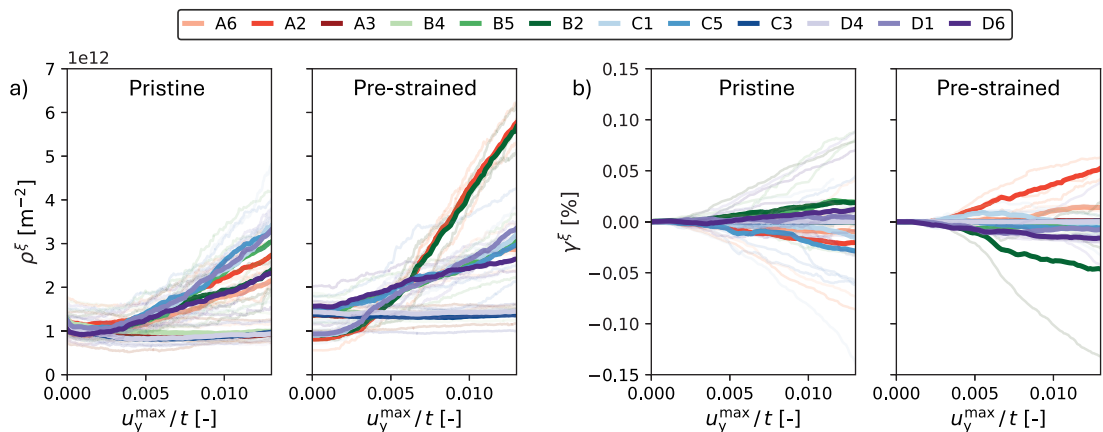 A6 A2 A3 B4 B5 B2 C1 C5 C3 D4 D1 D6
a)
1e12
Pristine
Pre-strained
7
6
5
4
3
2
1
0
ρ^ξ [m⁻²]
0.000 0.005 0.010
u_y^max/t [-]
0.000 0.005 0.010
u_y^max/t [-]
b)
Pristine
Pre-strained
0.15
0.10
0.05
0.00
−0.05
−0.10
−0.15
γ^ξ [%]
0.000 0.005 0.010
u_y^max/t [-]
0.000 0.005 0.010
u_y^max/t [-]